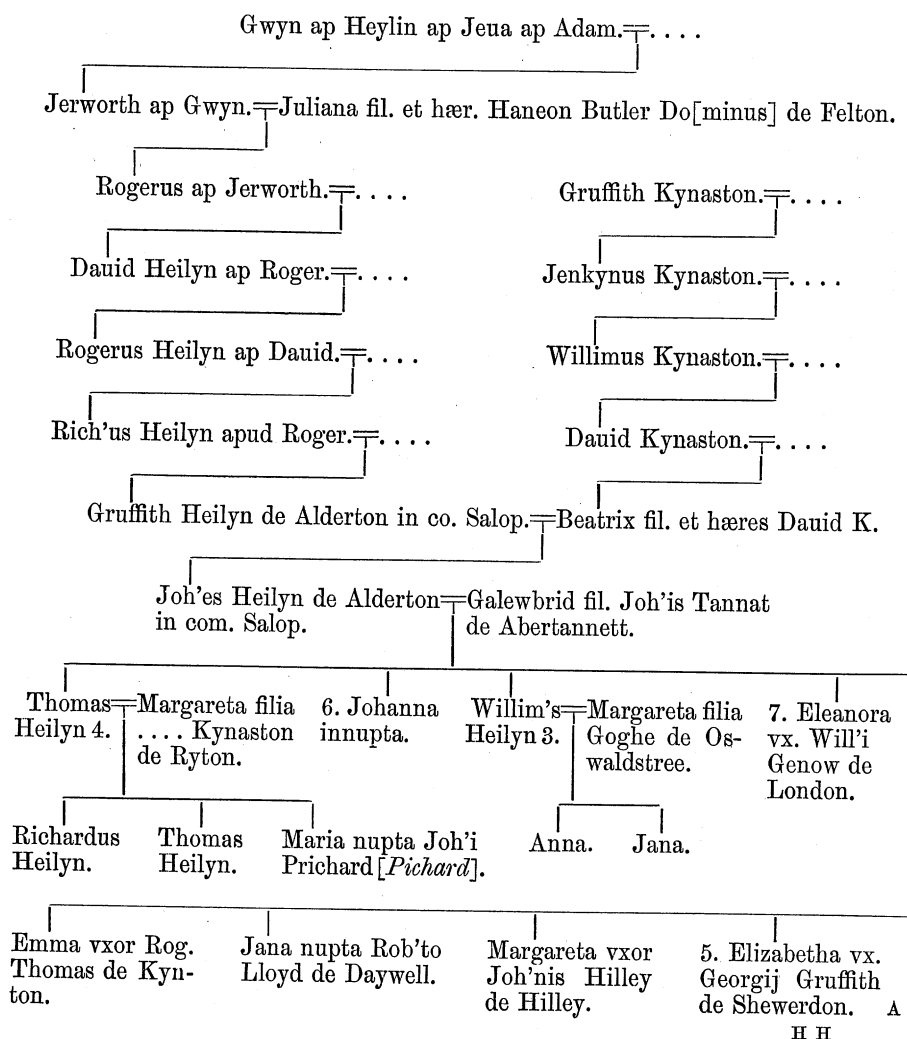 Gwyn ap Heylin ap Jeua ap Adam.╤. . . .
Jerworth ap Gwyn.╤Juliana fil. et hær. Haneon Butler Do[minus] de Felton.
Rogerus ap Jerworth.╤. . . .
Gruffith Kynaston.╤. . . .
Dauid Heilyn ap Roger.╤. . . .
Jenkynus Kynaston.╤. . . .
Rogerus Heilyn ap Dauid.╤. . . .
Willimus Kynaston.╤. . . .
Rich'us Heilyn apud Roger.╤. . . .
Dauid Kynaston.╤. . . .
Gruffith Heilyn de Alderton in co. Salop.╤Beatrix fil. et hæres Dauid K.
Joh'es Heilyn de Alderton╤Galewbrid fil. Joh'is Tannat
in com. Salop.
de Abertannett.
Thomas╤Margareta filia
Heilyn 4.
. . . . Kynaston
de Ryton.
6. Johanna
innupta.
Willim's╤Margareta filia
Heilyn 3.
Goghe de Os-
waldstree.
7. Eleanora
vx. Will'i
Genow de
London.
Richardus
Heilyn.
Thomas
Heilyn.
Maria nupta Joh'i
Prichard [Pichard].
Anna.
Jana.
Emma vxor Rog.
Thomas de Kyn-
ton.
Jana nupta Rob'to
Lloyd de Daywell.
Margareta vxor
Joh'nis Hilley
de Hilley.
5. Elizabetha vx.
Georgij Gruffith
de Shewerdon.
A
H H